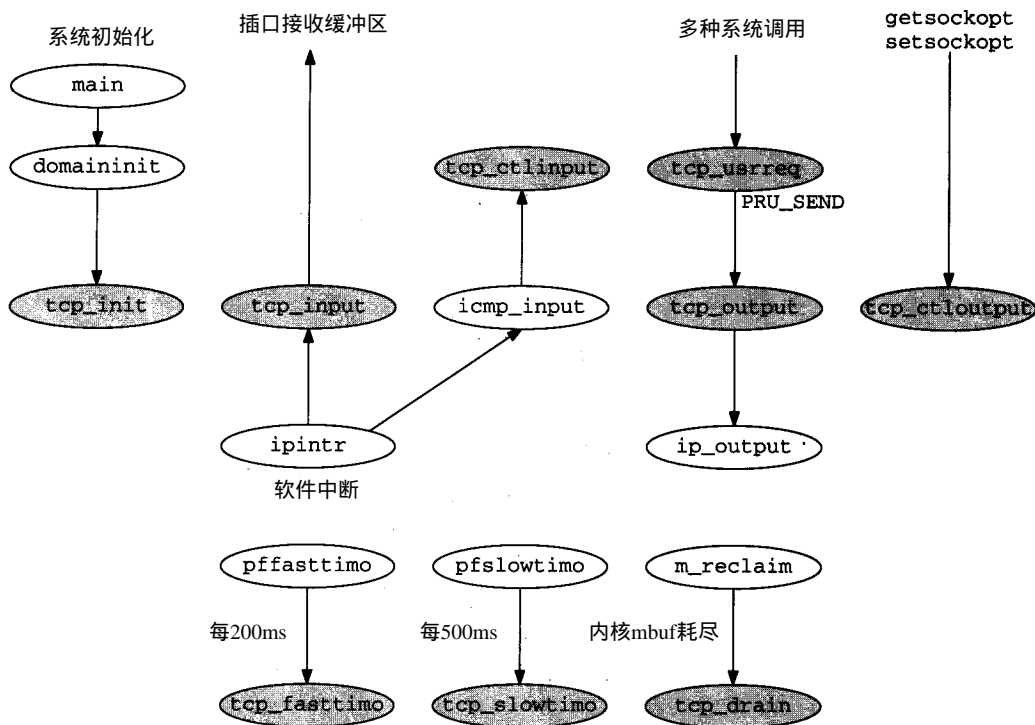 系统初始化
插口接收缓冲区
多种系统调用
getsockopt
setsockopt
main
domaininit
tcp_ctlinput
tcp_usrreq
PRU_SEND
tcp_init
tcp_input
icmp_input
tcp_output
tcp_ctloutput
ipintr
ip_output
软件中断
pffasttimo
pfslowtimo
m_reclaim
每200ms
每500ms
内核mbuf耗尽
tcp_fasttimo
tcp_slowtimo
tcp_drain